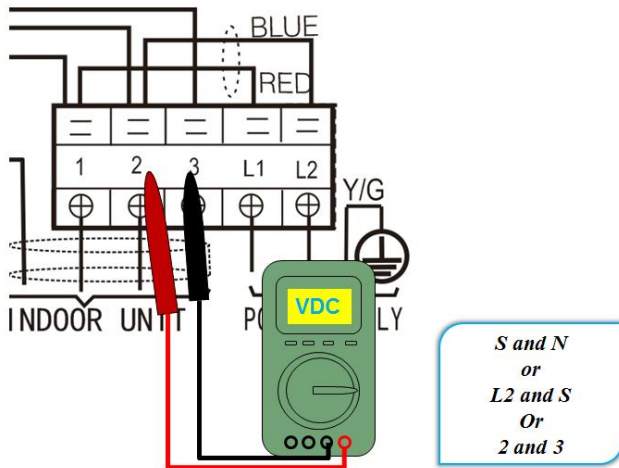 BLUE
RED
1 2 3 L1 L2
Y/G
INDOOR UNIT
VDC
S and N
or
L2 and S
Or
2 and 3